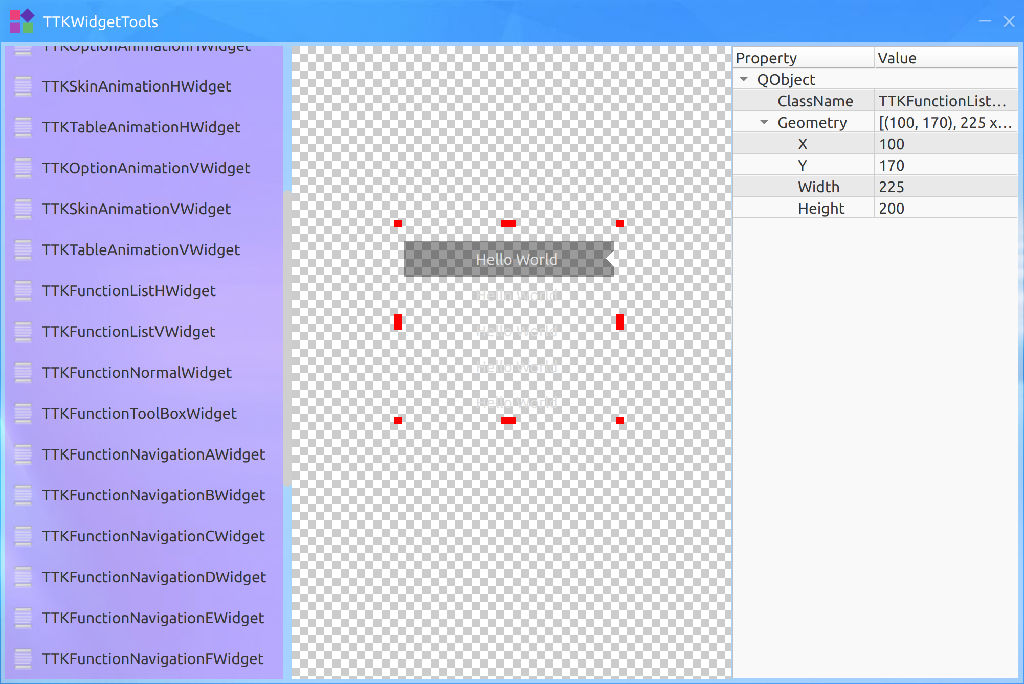 TTKWidgetTools
TTKOptionAnimationHWidget
TTKSkinAnimationHWidget
TTKTableAnimationHWidget
TTKOptionAnimationVWidget
TTKSkinAnimationVWidget
TTKTableAnimationVWidget
TTKFunctionListHWidget
TTKFunctionListVWidget
TTKFunctionNormalWidget
TTKFunctionToolBoxWidget
TTKFunctionNavigationAWidget
TTKFunctionNavigationBWidget
TTKFunctionNavigationCWidget
TTKFunctionNavigationDWidget
TTKFunctionNavigationEWidget
TTKFunctionNavigationFWidget
Hello World
Hello World
Hello World
Hello World
Hello World
Property Value
QObject
ClassName TTKFunctionList...
Geometry [(100, 170), 225 x...
X 100
Y 170
Width 225
Height 200